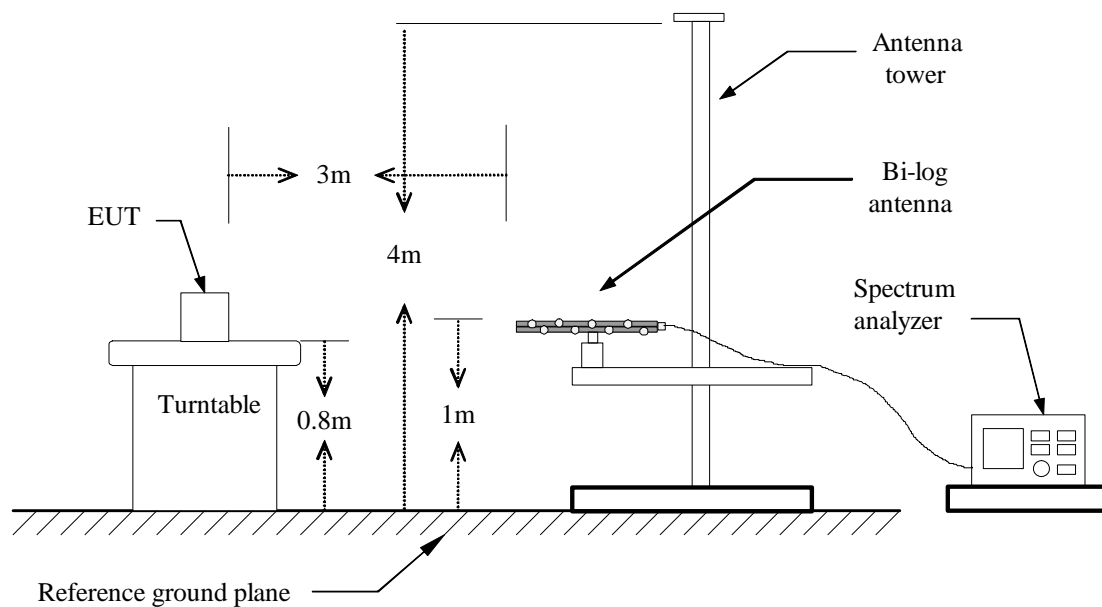 Antenna
tower
3m
Bi-log
antenna
EUT
4m
Spectrum
analyzer
Turntable
0.8m
1m
Reference ground plane